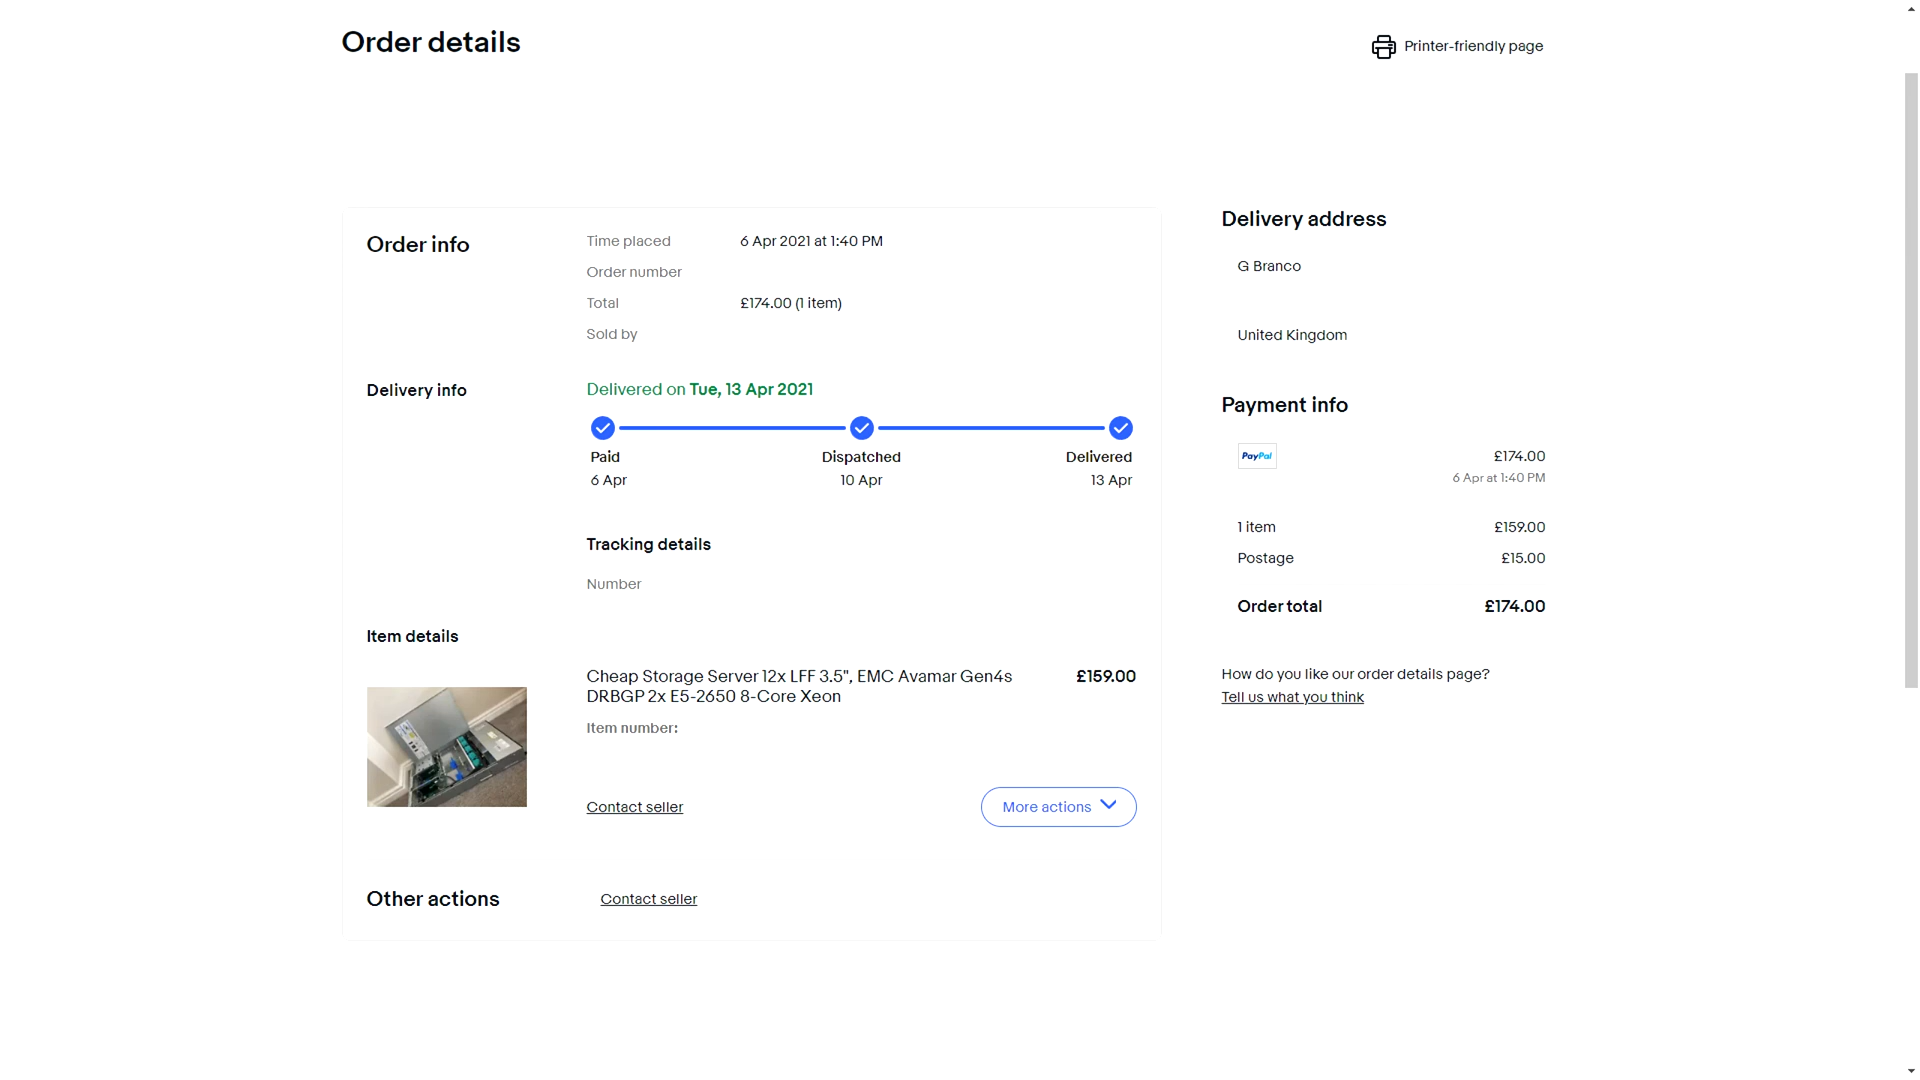 Order details
Printer-friendly page
Order info
Time placed
6 Apr 2021 at 1:40 PM
Order number
Total
£174.00 (1 item)
Sold by
Delivery info
Delivered on Tue, 13 Apr 2021
Paid
6 Apr
Dispatched
10 Apr
Delivered
13 Apr
Tracking details
Number
Item details
Cheap Storage Server 12x LFF 3.5", EMC Avamar Gen4s
DRBGP 2x E5-2650 8-Core Xeon
£159.00
Item number:
Contact seller
More actions
Other actions
Contact seller
Delivery address
G Branco
United Kingdom
Payment info
PayPal
£174.00
6 Apr at 1:40 PM
1 item
£159.00
Postage
£15.00
Order total
£174.00
How do you like our order details page?
Tell us what you think